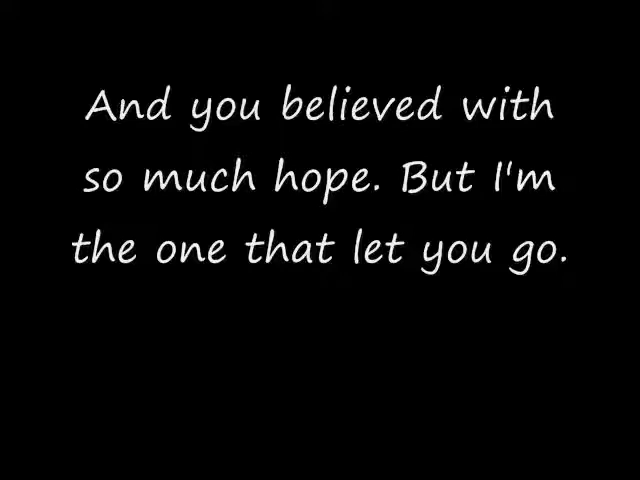 And you believed with
so much hope. But I'm
the one that let you go.